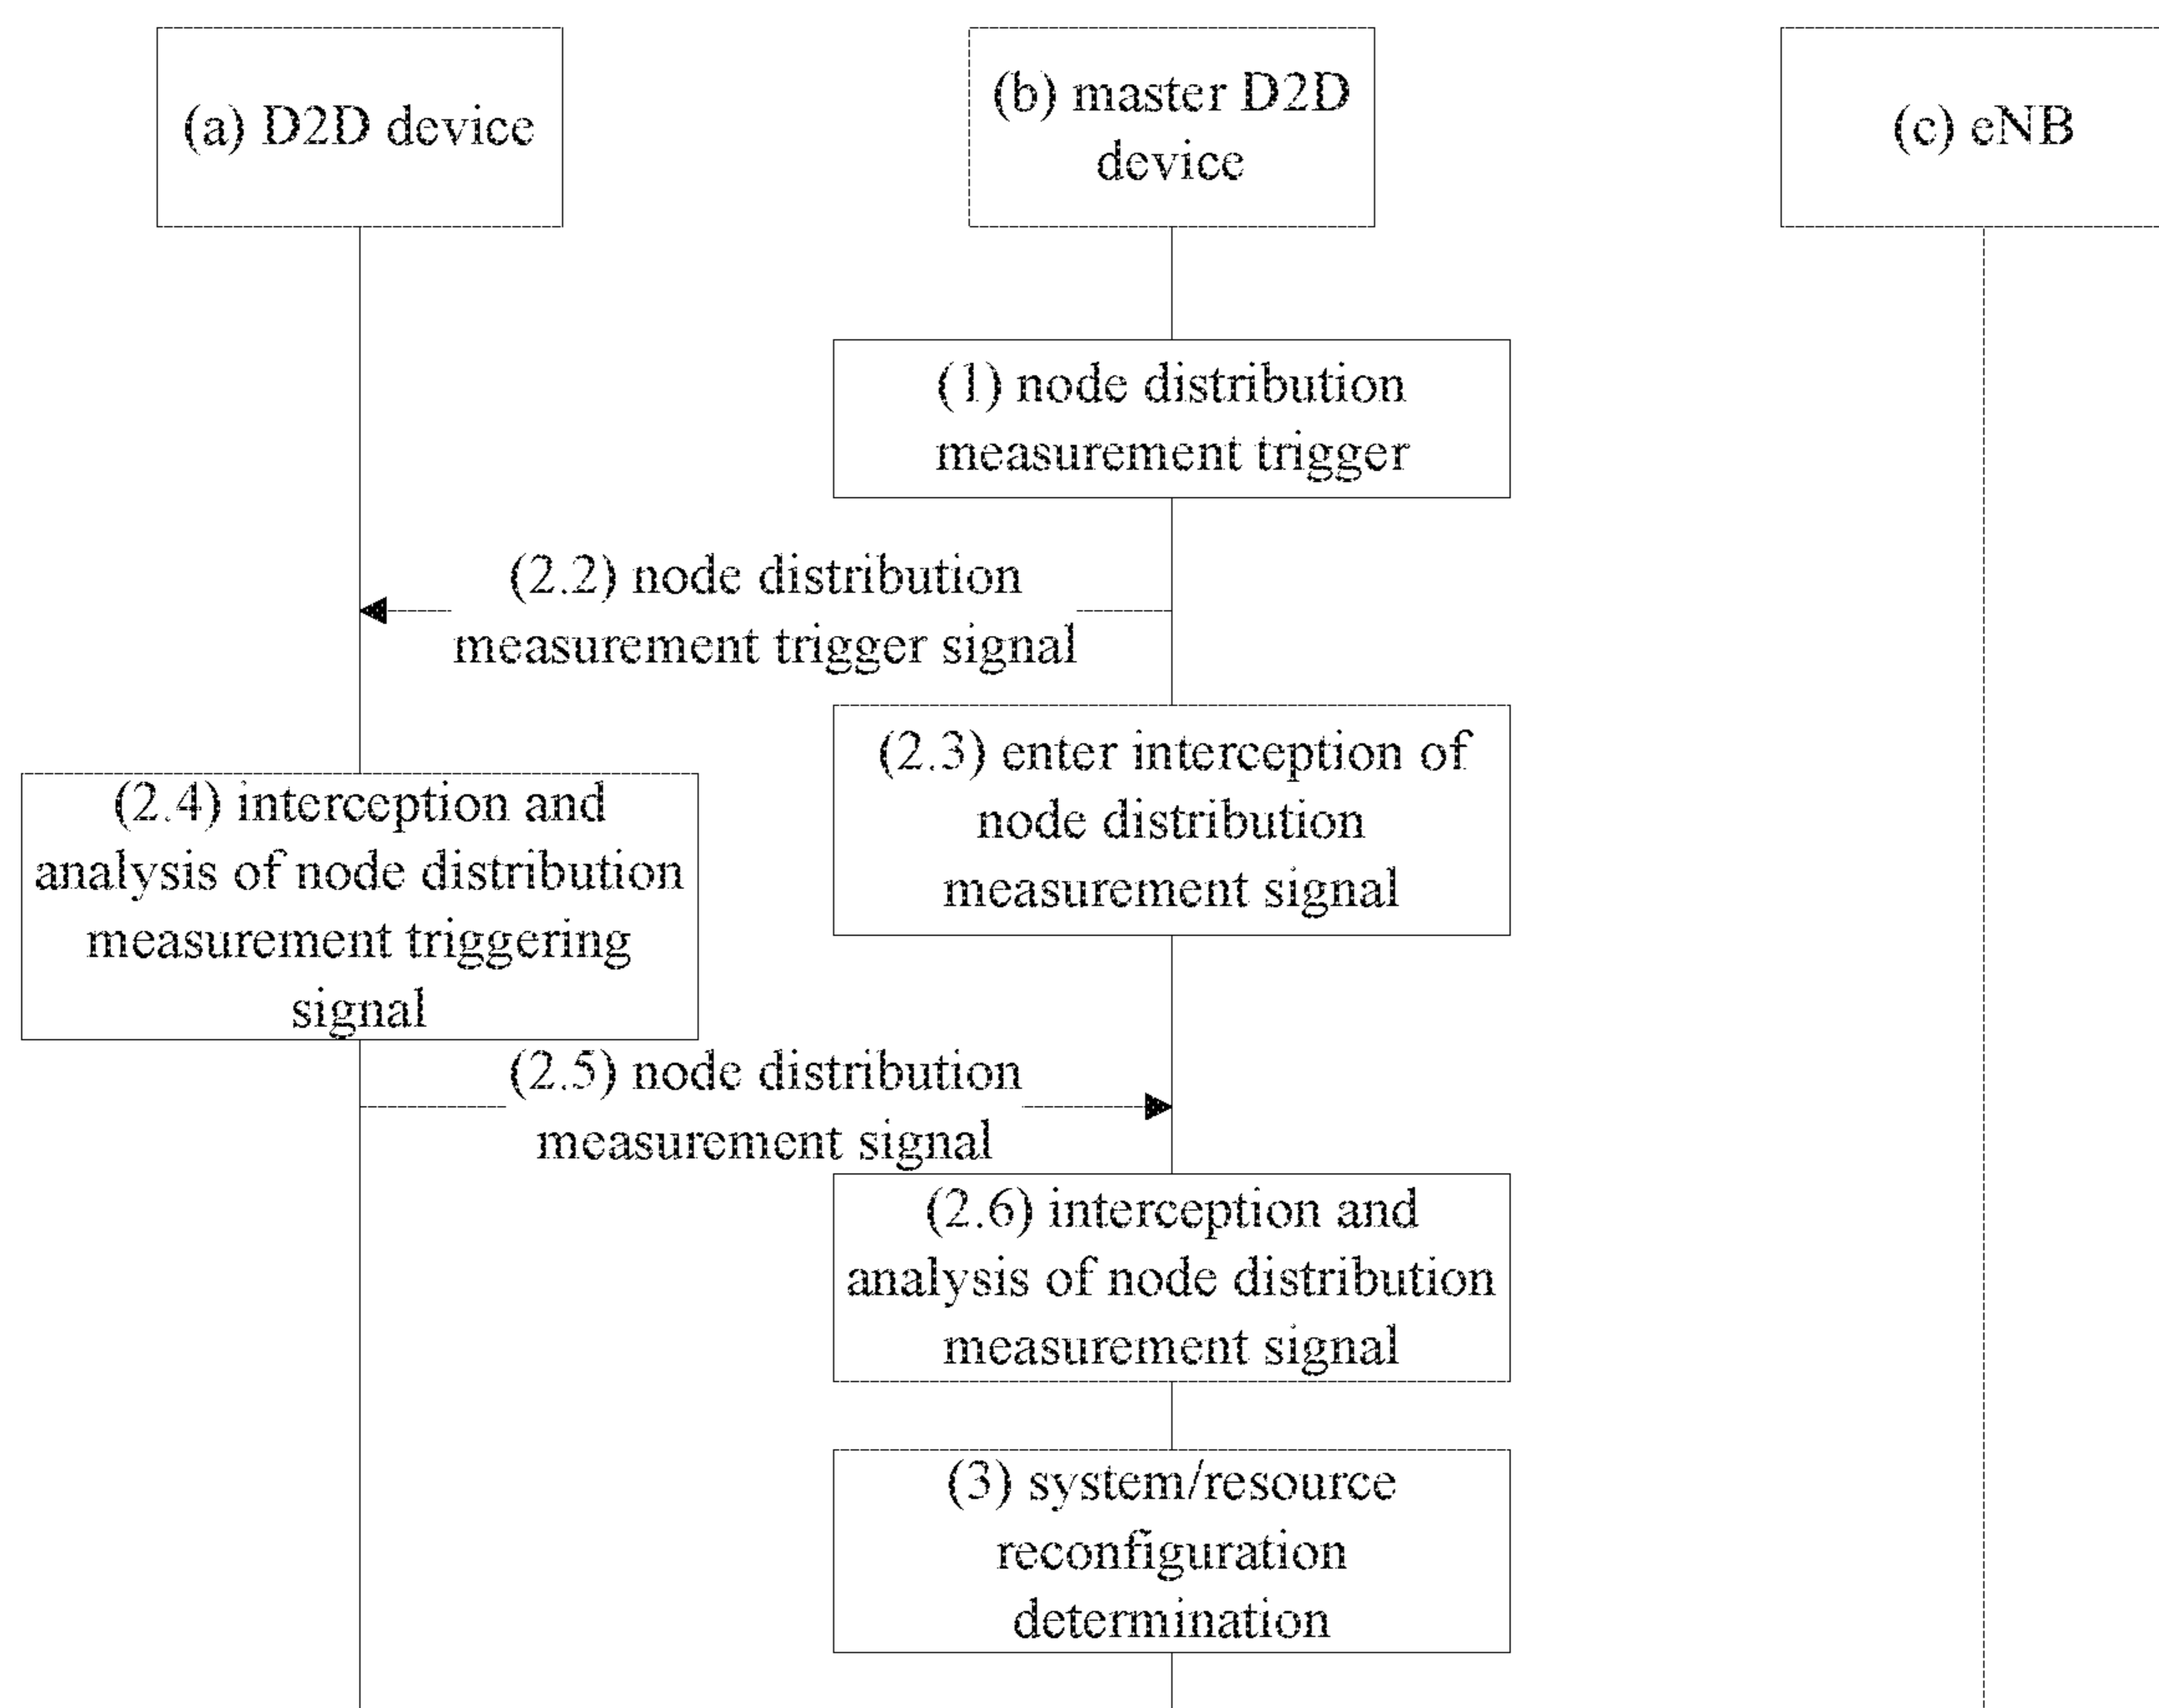 (a) D2D device
(b) master D2D
device
(c) eNB
(1) node distribution
measurement trigger
(2.2) node distribution
measurement trigger signal
(2.3) enter interception of
node distribution
measurement signal
(2.4) interception and
analysis of node distribution
measurement triggering
signal
(2.5) node distribution
measurement signal
(2.6) interception and
analysis of node distribution
measurement signal
(3) system/resource
reconfiguration
determination